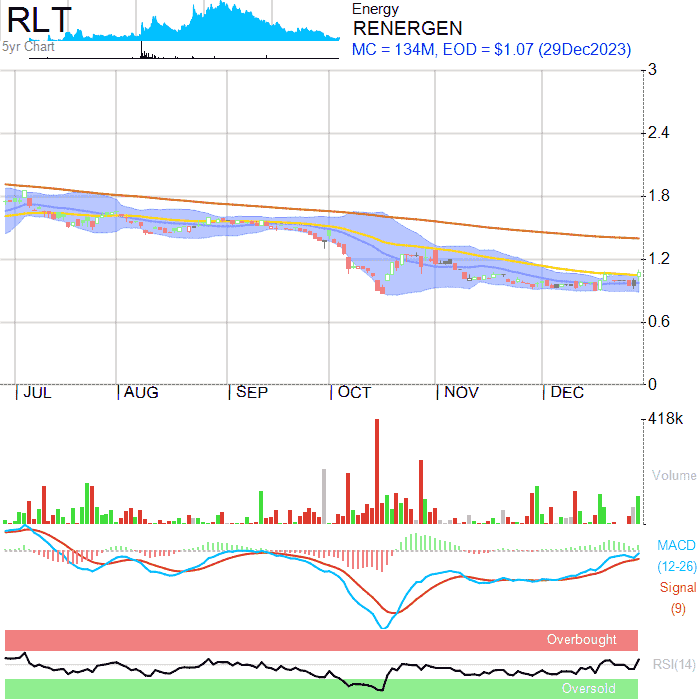 RLT
5yr Chart
Energy
RENERGEN
MC = 134M, EOD = $1.07 (29Dec2023)
3
2.4
1.8
1.2
0.6
0
JUL
AUG
SEP
OCT
NOV
DEC
418k
Volume
MACD
(12-26)
Signal
(9)
Overbought
RSI(14)
Oversold